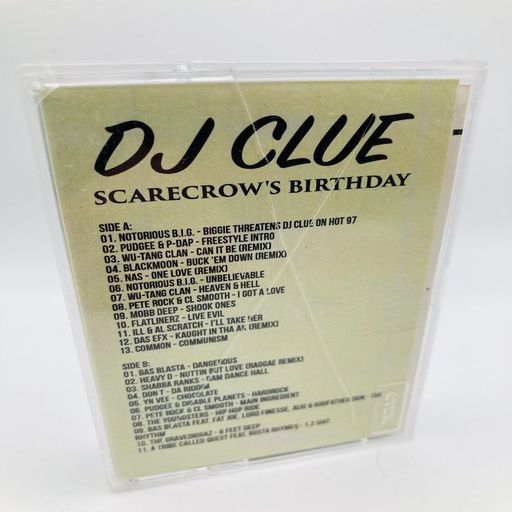 DJ CLUE
SCARECROW'S BIRTHDAY
SIDE A:
01. NOTORIOUS B.I.G. - BIGGIE THREATENS DJ CLUE ON HOT 97
02. PUDGEE & P-DAP - FREESTYLE INTRO
03. WU-TANG CLAN - CAN IT BE (REMIX)
04. BLACKMOON - BUCK 'EM DOWN (REMIX)
05. NAS - ONE LOVE (REMIX)
06. NOTORIOUS B.I.G. - UNBELIEVABLE
07. WU-TANG CLAN - HEAVEN & HELL
08. PETE ROCK & CL SMOOTH - I GOT A LOVE
09. MOBB DEEP - SHOOK ONES
10. FLATLINERZ - LIVE EVIL
11. ILL & AL SCRATCH - I'LL TAKE HER
12. DAS EFX - KAUGHT IN THA AK (REMIX)
13. COMMON - COMMUNISM
SIDE B:
01. BAS BLASTA - DANGEROUS
02. HEAVY D - NUTTIN BUT LOVE (RAGGAE REMIX)
03. SHABBA RANKS - RAM DANCE HALL
04. DON T - DA RIDDIM
05. YN VEE - CHOCOLATE
06. PUDGEE & DISABLE PLANETS - HARDROCK
07. PETE ROCK & CL SMOOTH - MAIN INGREDIENT
08. THE YOUNGSTERS - HIP HOP RIDE
09. BAS BLASTA FEAT. FAT JOE, LORD FINESSE, & GODFATHER DON - THE
RHYTHM
10. THE GRAVEDIGGAZ - 6 FEET DEEP
11. A TRIBE CALLED QUEST FEAT. BUSTA RHYMES - 1,2 SHIT